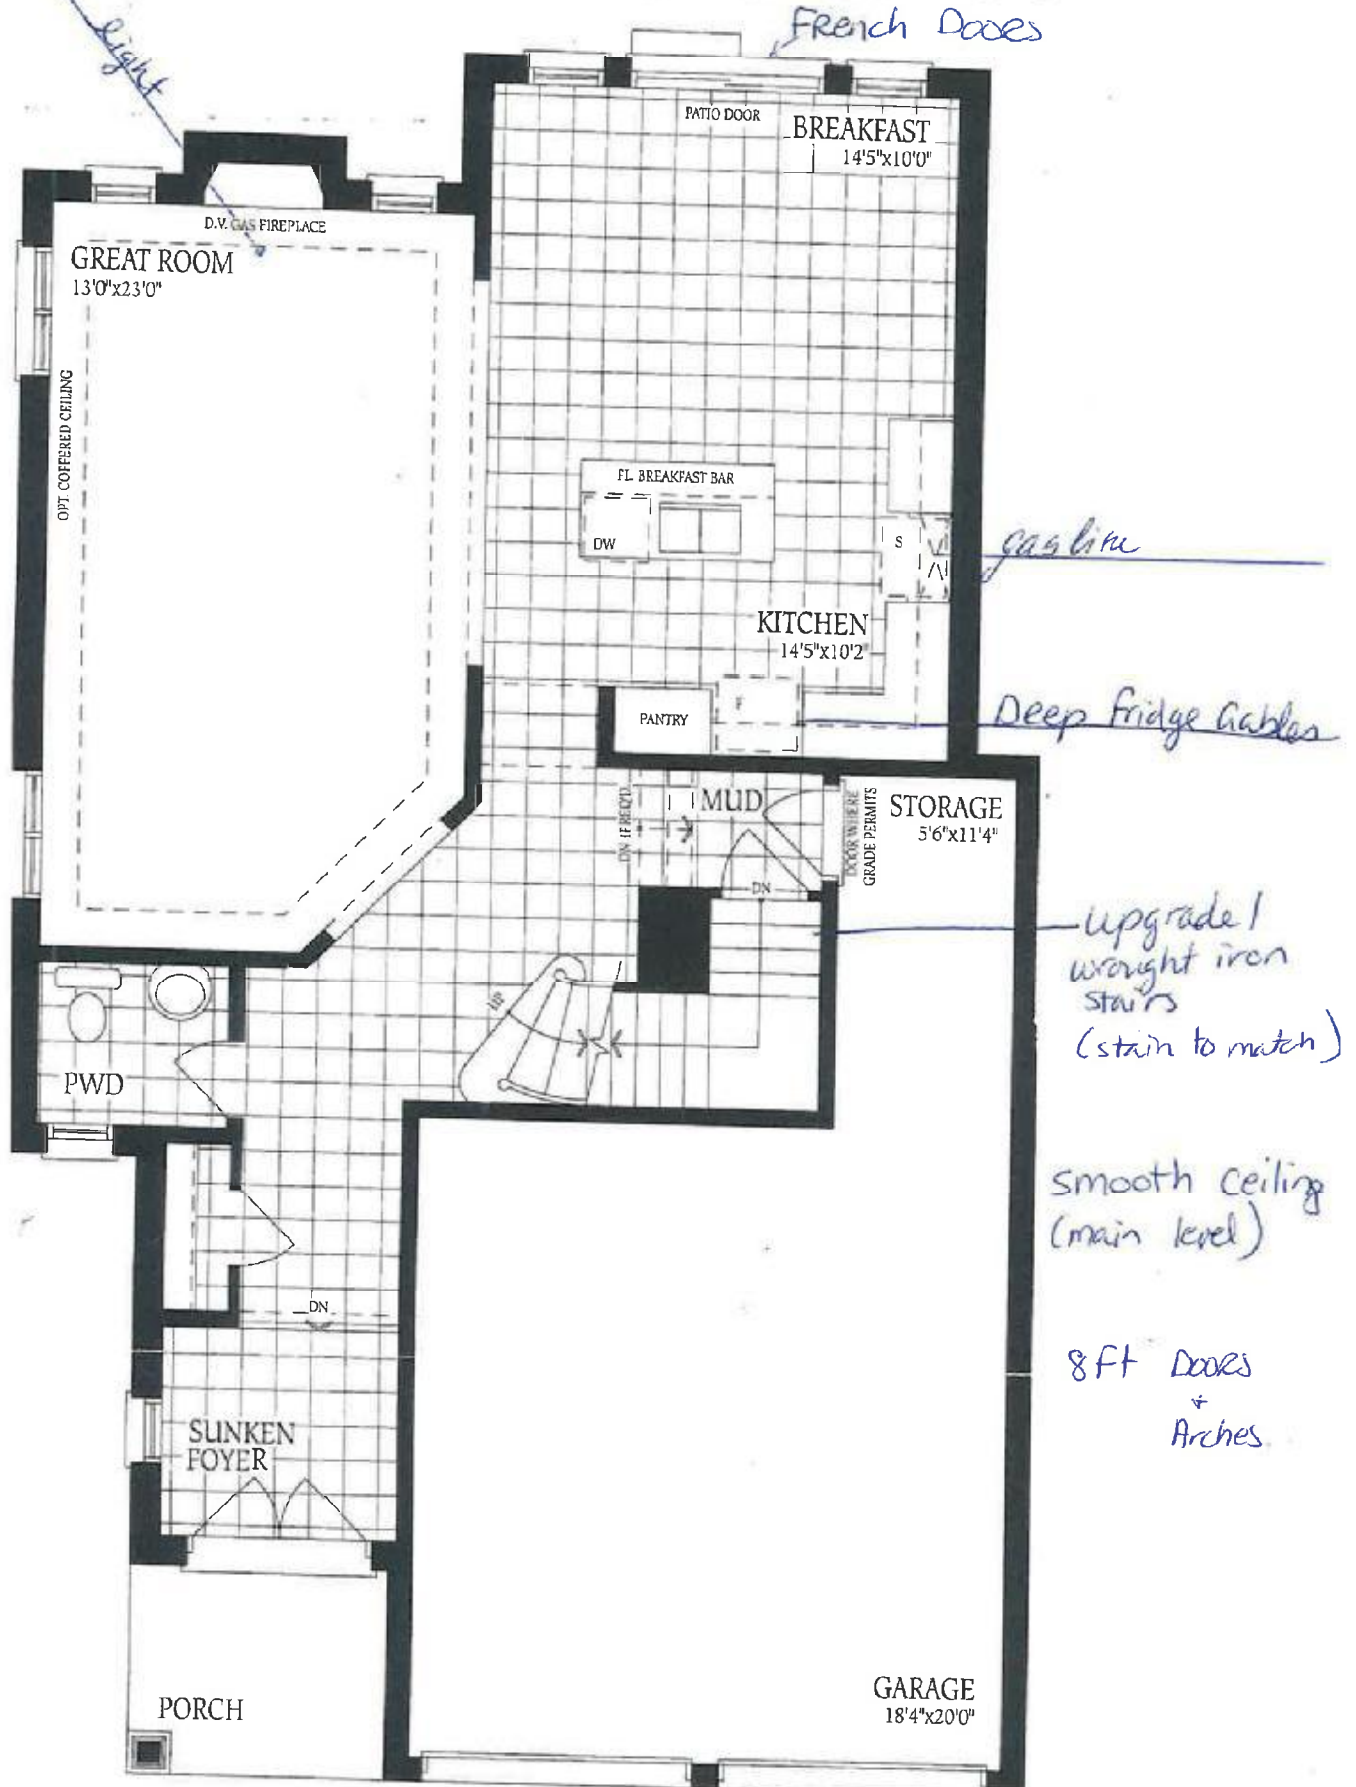 French Doors
light
PATIO DOOR
BREAKFAST
14'5"x10'0"
D.V. GAS FIREPLACE
GREAT ROOM
13'0"x23'0"
OPT. COFFERED CEILING
FL. BREAKFAST BAR
DW
S
gasline
KITCHEN
14'5"x10'2"
PANTRY
F
Deep Fridge Gables
DN IF REQ'D
MUD
DOOR WHERE
GRADE PERMITS
STORAGE
5'6"x11'4"
DN
upgrade 1
wrought iron
stairs
(stain to match)
UP
PWD
smooth Ceiling
(main level)
DN
8Ft Doors
+
Arches
SUNKEN
FOYER
PORCH
GARAGE
18'4"x20'0"